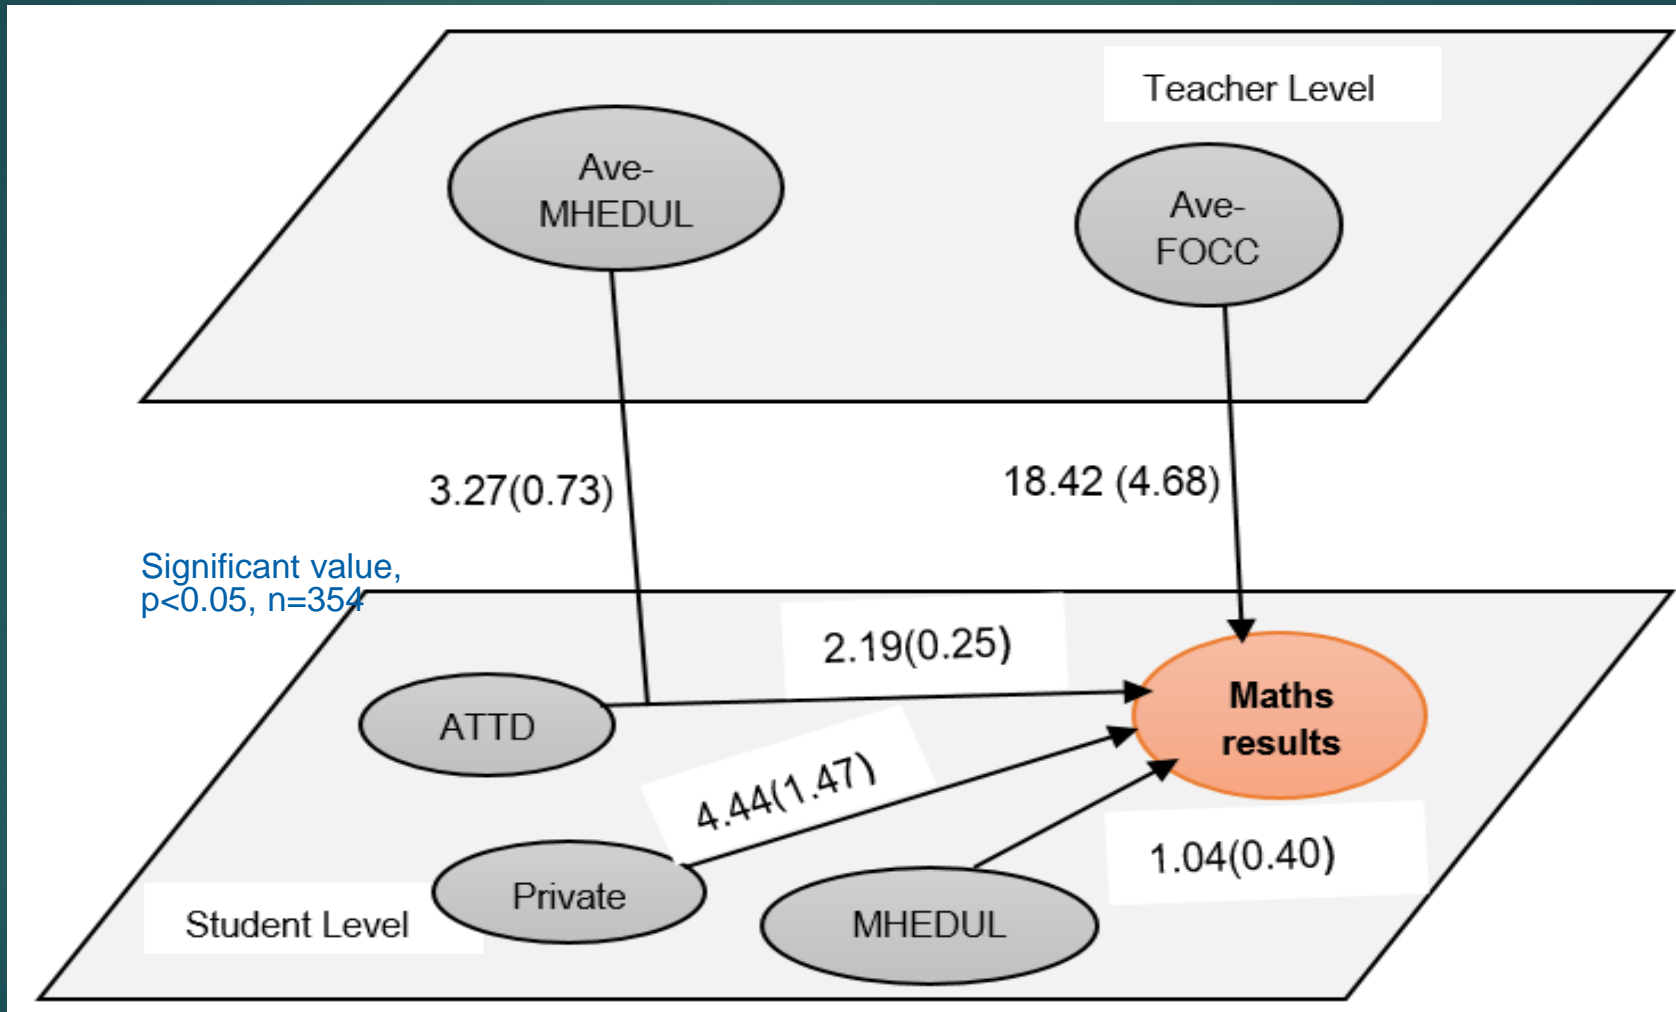 Teacher Level
Ave-
MHEDUL
Ave-
FOCC
3.27(0.73)
18.42 (4.68)
Significant value,
p<0.05, n=354
2.19(0.25)
ATTD
Maths
results
4.44(1.47)
1.04(0.40)
Private
MHEDUL
Student Level